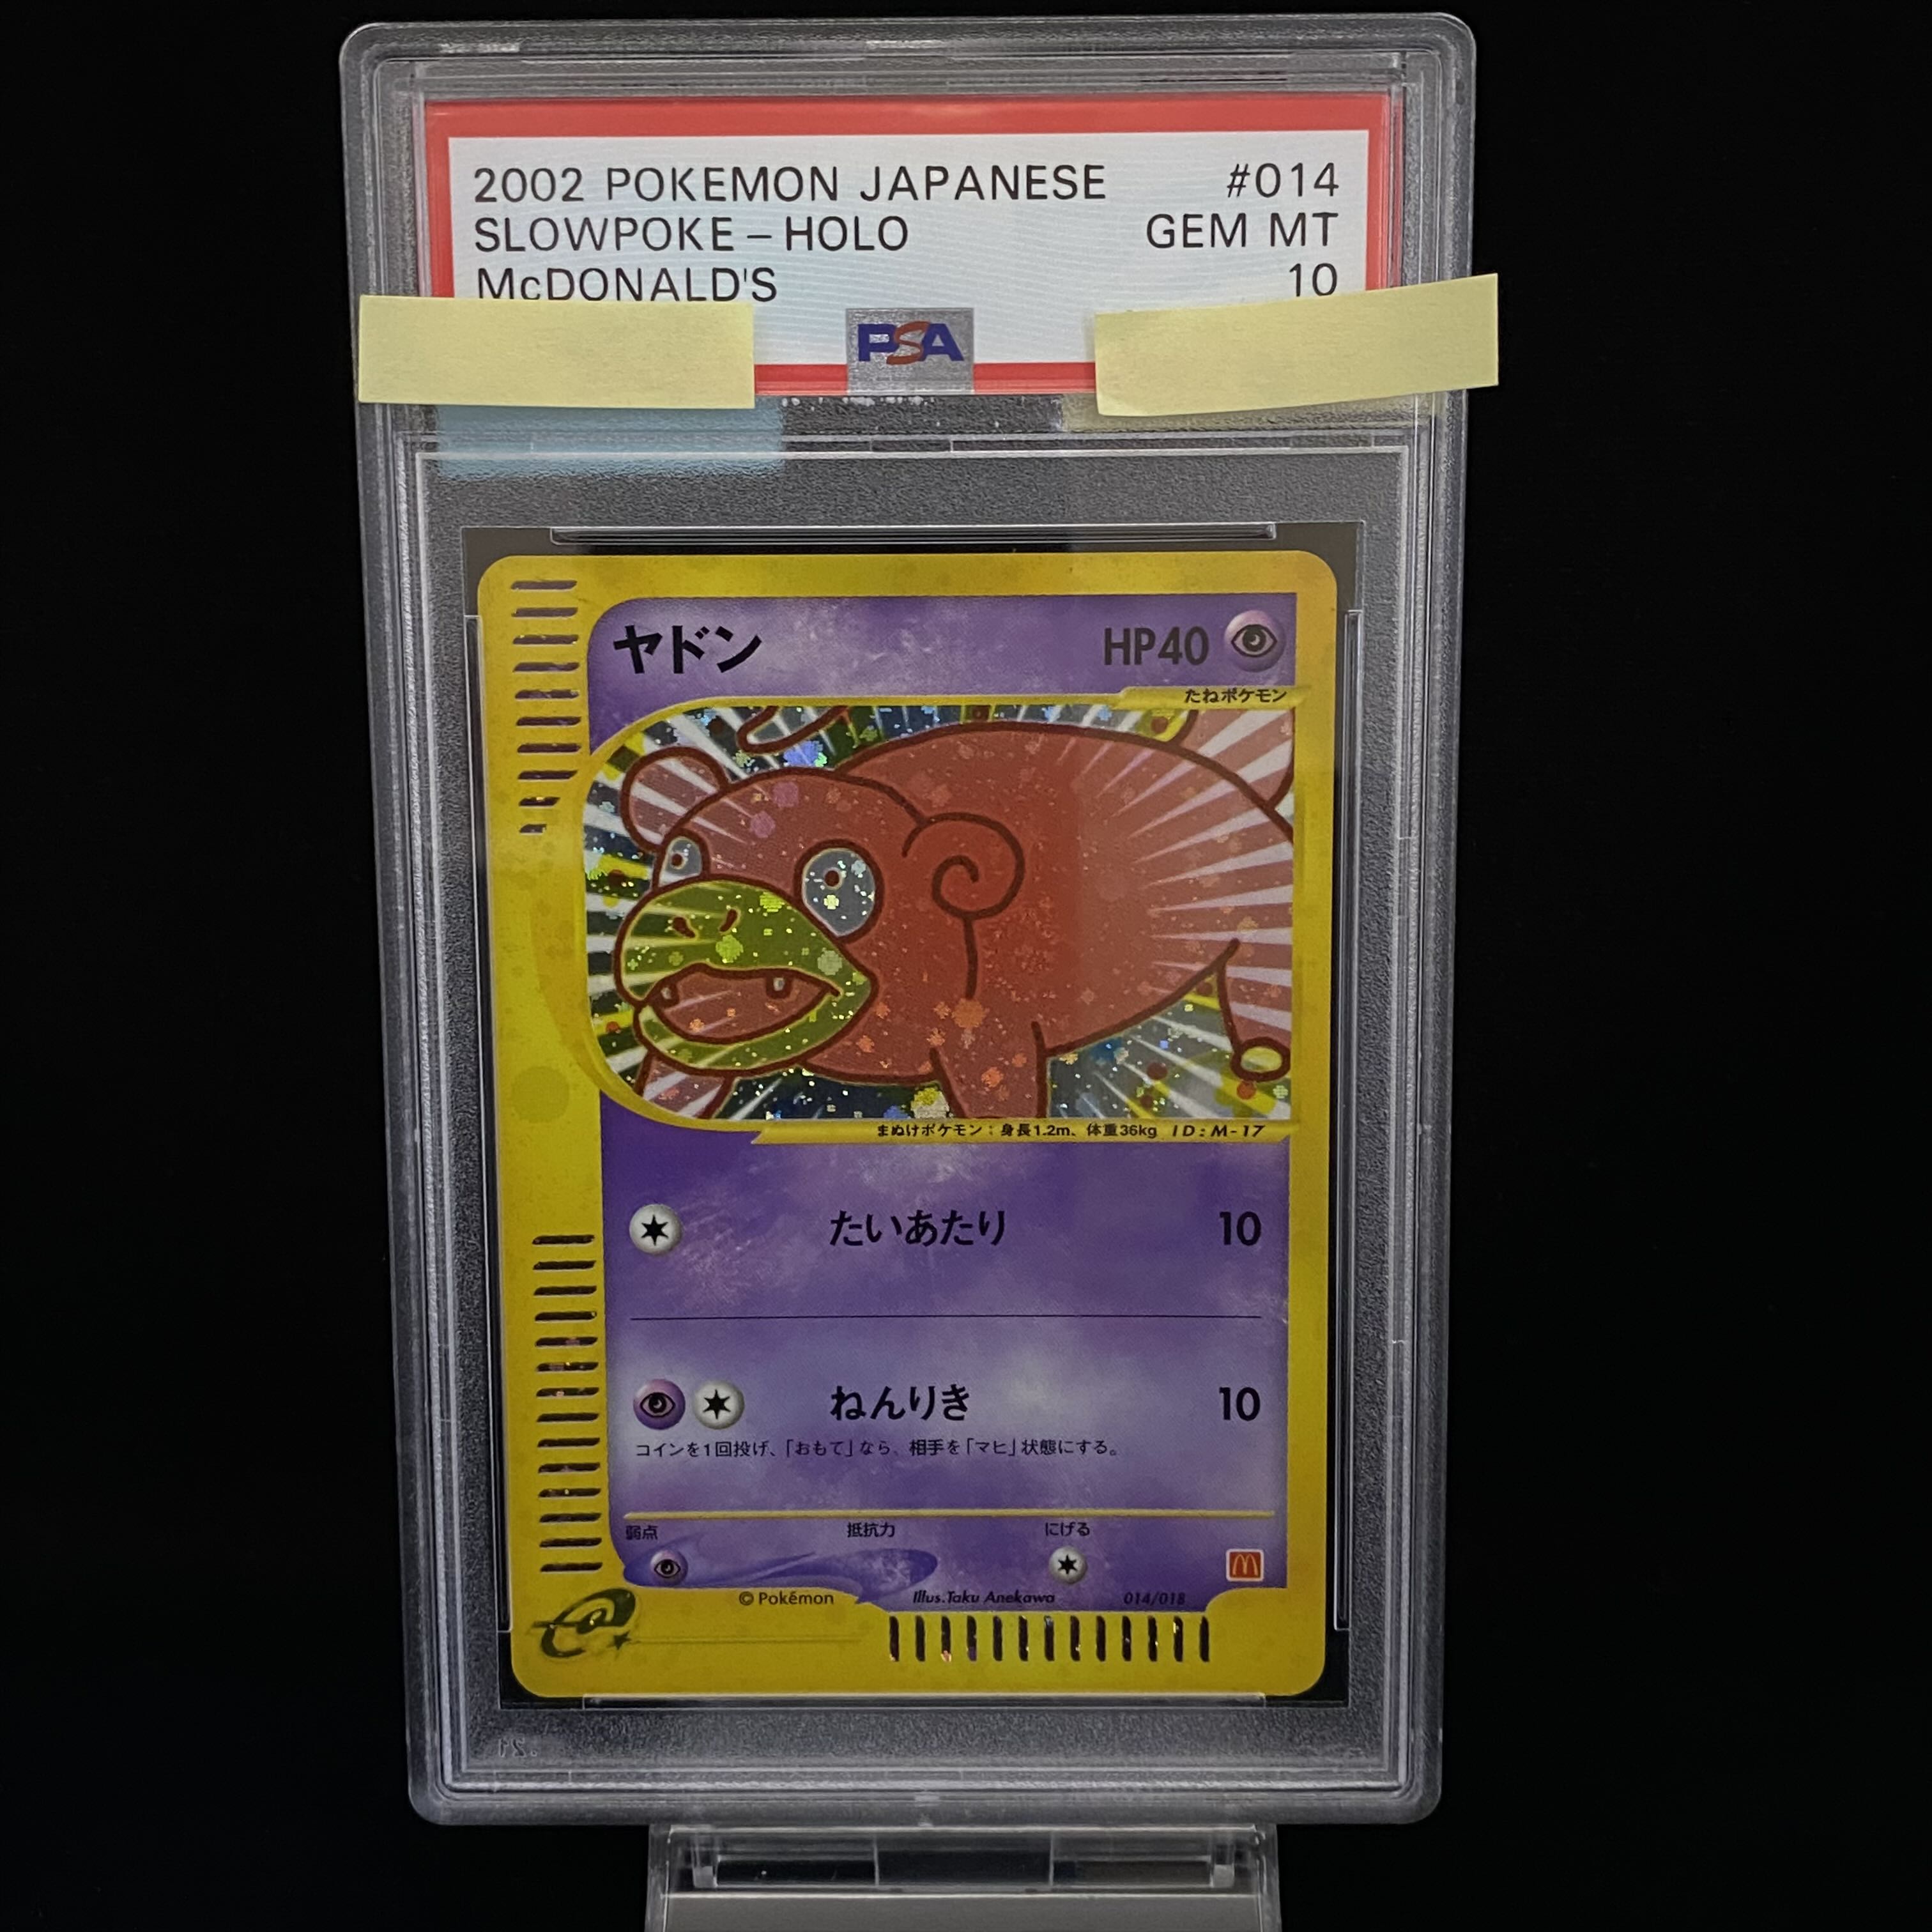 2002 POKEMON JAPANESE #014
SLOWPOKE - HOLO GEM MT
McDONALD'S 10
PSA
ヤドン HP40
たねポケモン
まぬけポケモン：身長1.2m、体重36kg ID:M-17
たいあたり 10
ねんりき 10
コインを1回投げ、「おもて」なら、相手を「マヒ」状態にする。
弱点 抵抗力 にげる
© Pokémon Illus.Taku Anekawa 014/018